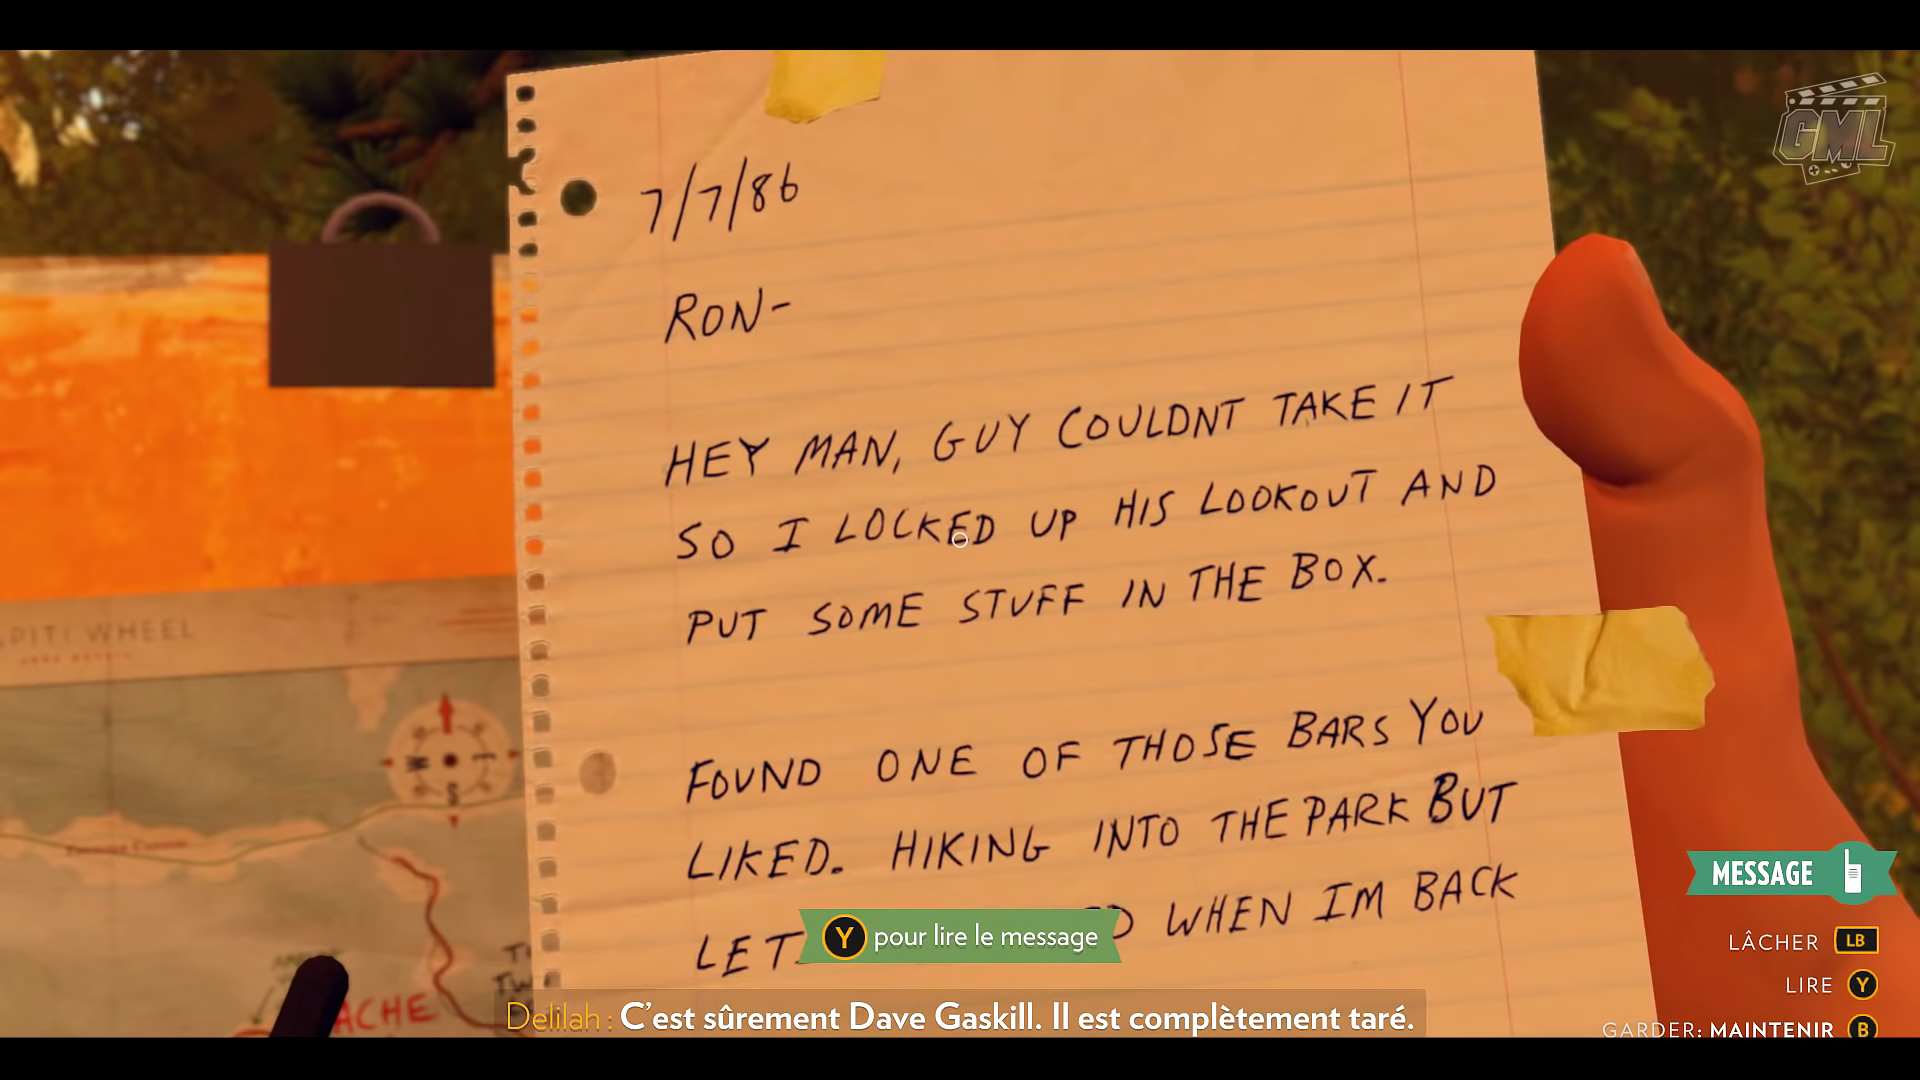 GML
7/7/86
RON-
HEY MAN, GUY COULDNT TAKE IT
SO I LOCKED UP HIS LOOKOUT AND
PUT SOME STUFF IN THE BOX.
FOUND ONE OF THOSE BARS YOU
LIKED. HIKING INTO THE PARK BUT
LET WHEN IM BACK
SPITI WHEEL
W
E
S
ACHE
Y pour lire le message
Delilah : C'est sûrement Dave Gaskill. Il est complètement taré.
MESSAGE
LÂCHER LB
LIRE Y
GARDER: MAINTENIR B